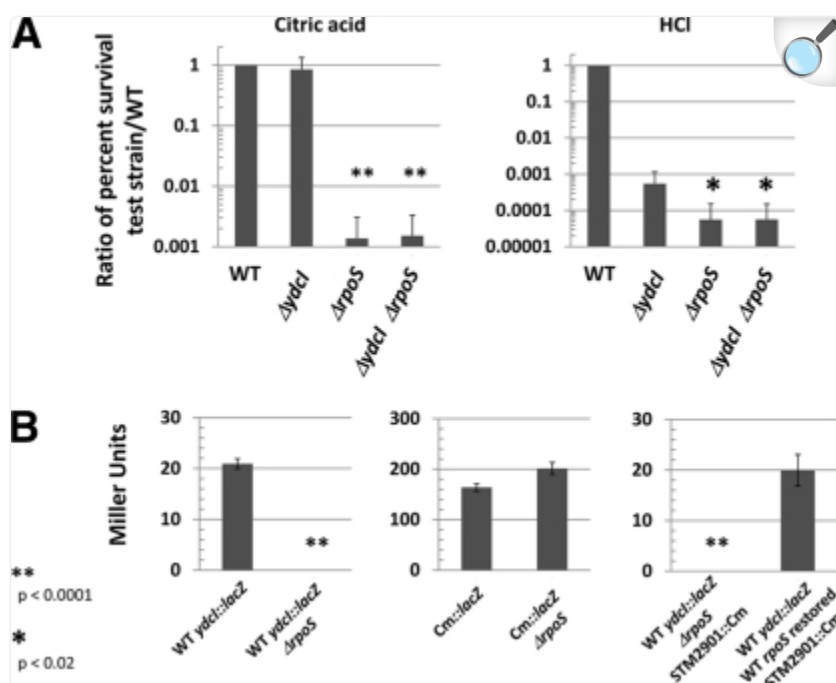 A
Citric acid
HCl
Ratio of percent survival
test strain/WT
1
0.1
0.01
0.001
**
**
WT
ΔydcI
ΔrpoS
ΔydcI ΔrpoS
1
0.1
0.01
0.001
0.0001
0.00001
*
*
WT
ΔydcI
ΔrpoS
ΔydcI ΔrpoS
B
Miller Units
30
20
10
0
**
WT ydcI::lacZ
WT ydcI::lacZ
ΔrpoS
300
200
100
0
Cm::lacZ
Cm::lacZ
ΔrpoS
30
20
10
0
**
WT ydcI::lacZ
ΔrpoS
STM2901::Cm
WT ydcI::lacZ
WT rpoS restored
STM2901::Cm
**
p < 0.0001
*
p < 0.02